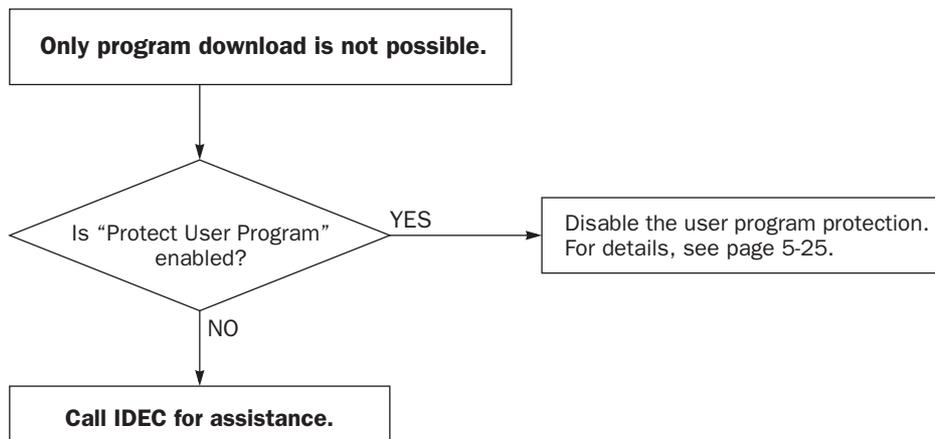 Only program download is not possible.
Is “Protect User Program”
enabled?
YES
Disable the user program protection.
For details, see page 5-25.
NO
Call IDEC for assistance.